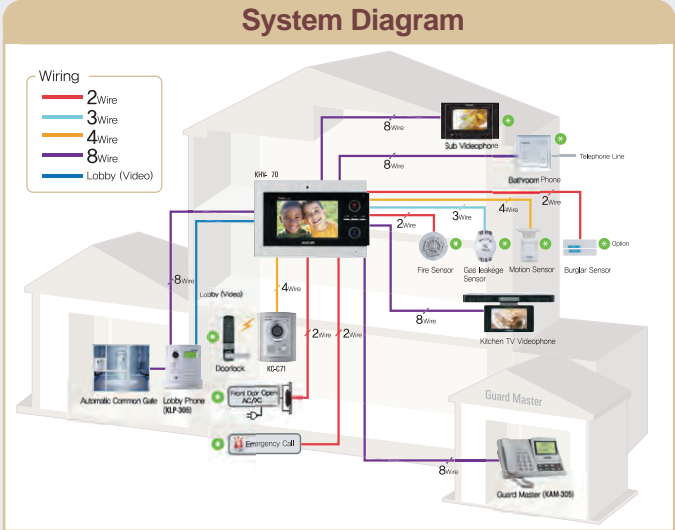 System Diagram
Wiring
2Wire
3Wire
4Wire
8Wire
Lobby (Video)
8Wire
Sub Videophone
8Wire
Bathroom Phone
Telephone Line
KHV- 70
2Wire
3Wire
4Wire
2Wire
Fire Sensor
Gas leakege
Sensor
Motion Sensor
Burglar Sensor
Option
8Wire
Lobby (Video)
4Wire
2Wire
2Wire
8Wire
Kitchen TV Videophone
Doorlock
KC-C71
Automatic Common Gate
Lobby Phone
(KLP-305)
Front Door Open
AC/DC
Emergency Call
Guard Master
8Wire
Guard Master (KAM-305)